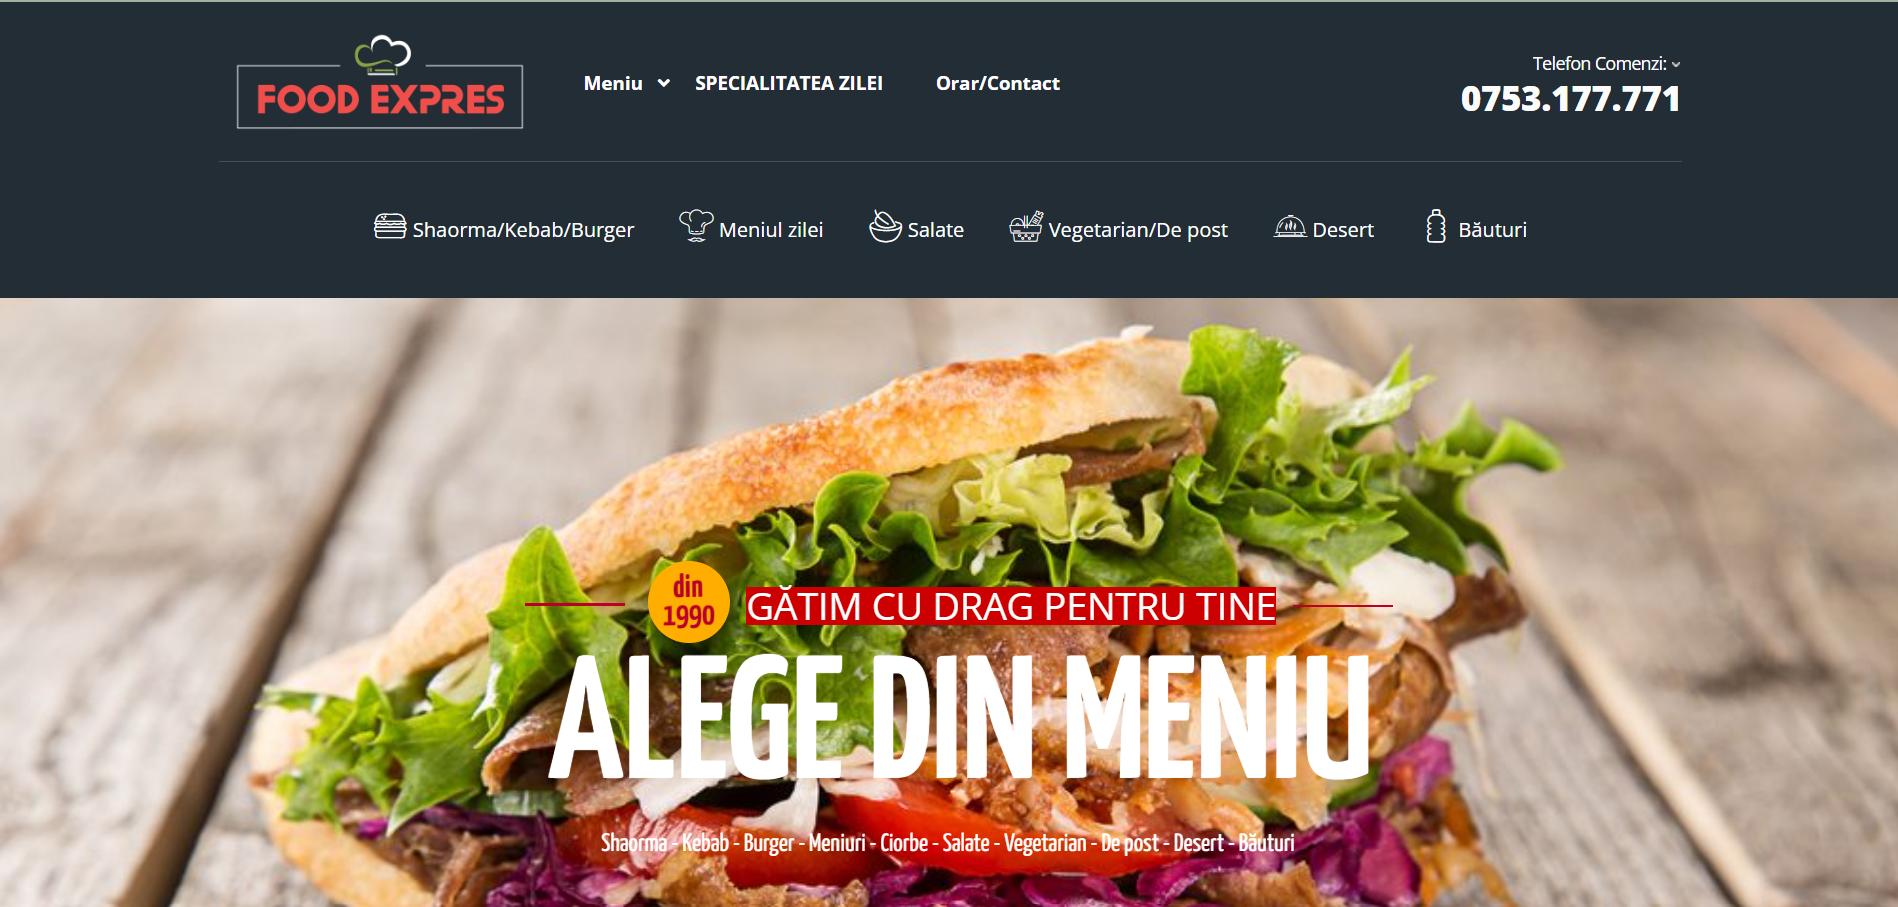 FOOD EXPRES
Meniu
SPECIALITATEA ZILEI
Orar/Contact
Telefon Comenzi:
0753.177.771
Shaorma/Kebab/Burger
Meniul zilei
Salate
Vegetarian/De post
Desert
Băuturi
din
1990
GĂTIM CU DRAG PENTRU TINE
ALEGE DIN MENIU
Shaorma - Kebab - Burger - Meniuri - Ciorbe - Salate - Vegetarian - De post - Desert - Băuturi